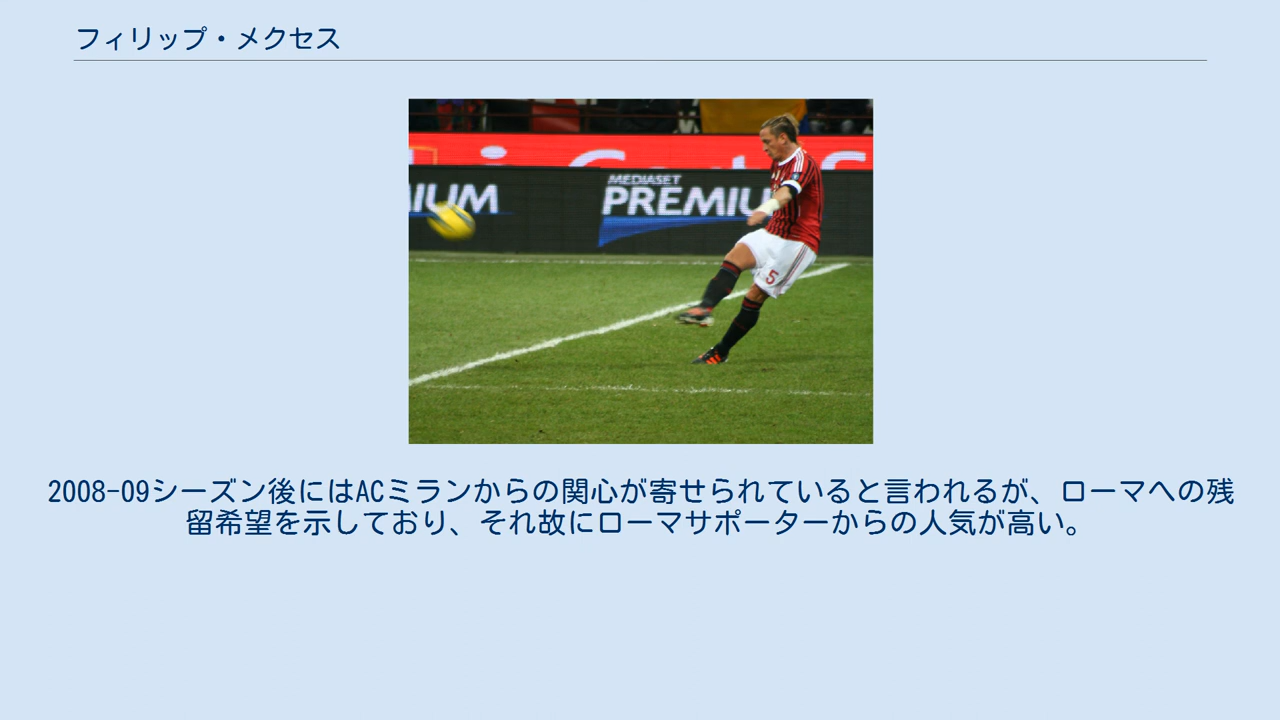 フィリップ・メクセス
IUM
MEDIASET
PREMIU
5
2008-09シーズン後にはACミランからの関心が寄せられていると言われるが、ローマへの残
留希望を示しており、それ故にローマサポーターからの人気が高い。